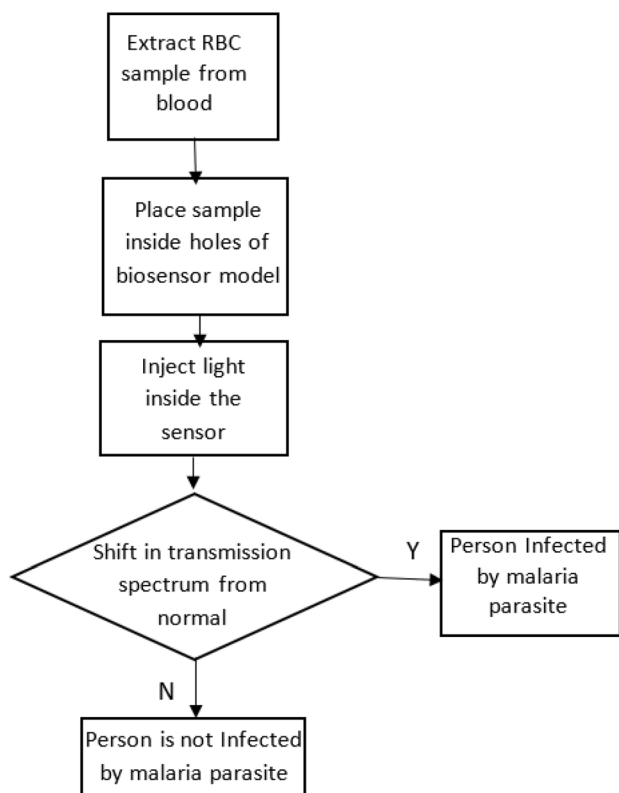 Extract RBC
sample from
blood
Place sample
inside holes of
biosensor model
Inject light
inside the
sensor
Shift in transmission
spectrum from
normal
Y
Person Infected
by malaria
parasite
N
Person is not Infected
by malaria parasite